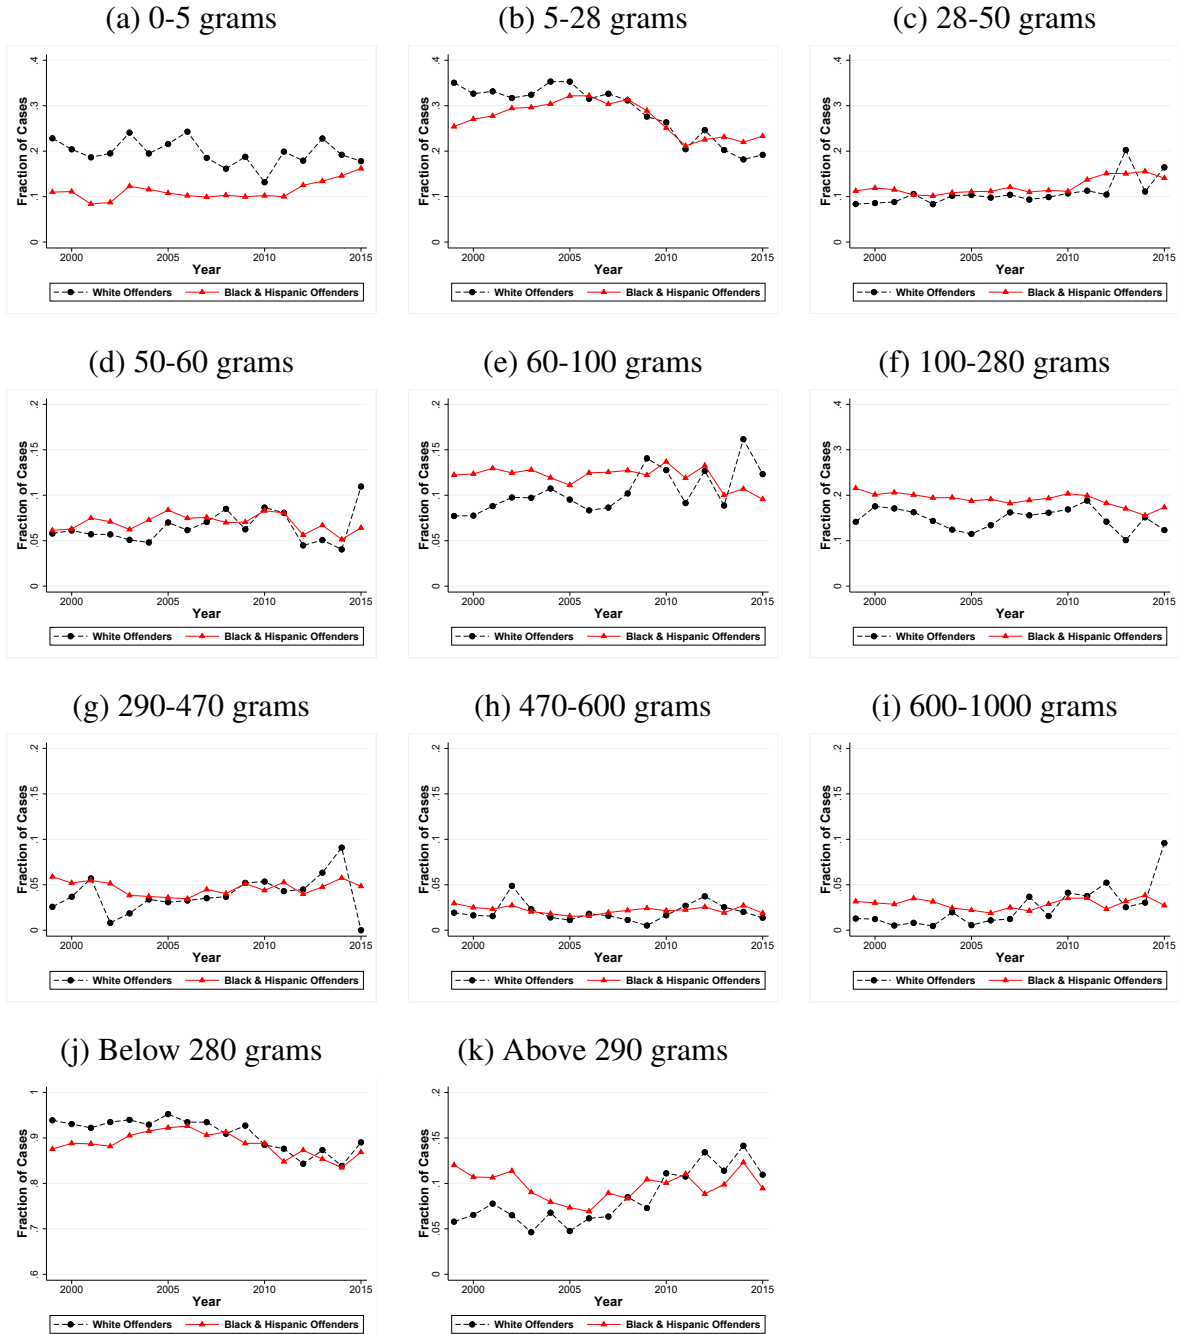 (a) 0-5 grams
Fraction of Cases
0 .1 .2 .3 .4
2000 2005 2010 2015
Year
White Offenders Black & Hispanic Offenders
(b) 5-28 grams
Fraction of Cases
0 .1 .2 .3 .4
2000 2005 2010 2015
Year
White Offenders Black & Hispanic Offenders
(c) 28-50 grams
Fraction of Cases
0 .1 .2 .3 .4
2000 2005 2010 2015
Year
White Offenders Black & Hispanic Offenders
(d) 50-60 grams
Fraction of Cases
0 .05 .1 .15 .2
2000 2005 2010 2015
Year
White Offenders Black & Hispanic Offenders
(e) 60-100 grams
Fraction of Cases
0 .05 .1 .15 .2
2000 2005 2010 2015
Year
White Offenders Black & Hispanic Offenders
(f) 100-280 grams
Fraction of Cases
0 .1 .2 .3 .4
2000 2005 2010 2015
Year
White Offenders Black & Hispanic Offenders
(g) 290-470 grams
Fraction of Cases
0 .05 .1 .15 .2
2000 2005 2010 2015
Year
White Offenders Black & Hispanic Offenders
(h) 470-600 grams
Fraction of Cases
0 .05 .1 .15 .2
2000 2005 2010 2015
Year
White Offenders Black & Hispanic Offenders
(i) 600-1000 grams
Fraction of Cases
0 .05 .1 .15 .2
2000 2005 2010 2015
Year
White Offenders Black & Hispanic Offenders
(j) Below 280 grams
Fraction of Cases
.6 .7 .8 .9 1
2000 2005 2010 2015
Year
White Offenders Black & Hispanic Offenders
(k) Above 290 grams
Fraction of Cases
0 .05 .1 .15 .2
2000 2005 2010 2015
Year
White Offenders Black & Hispanic Offenders